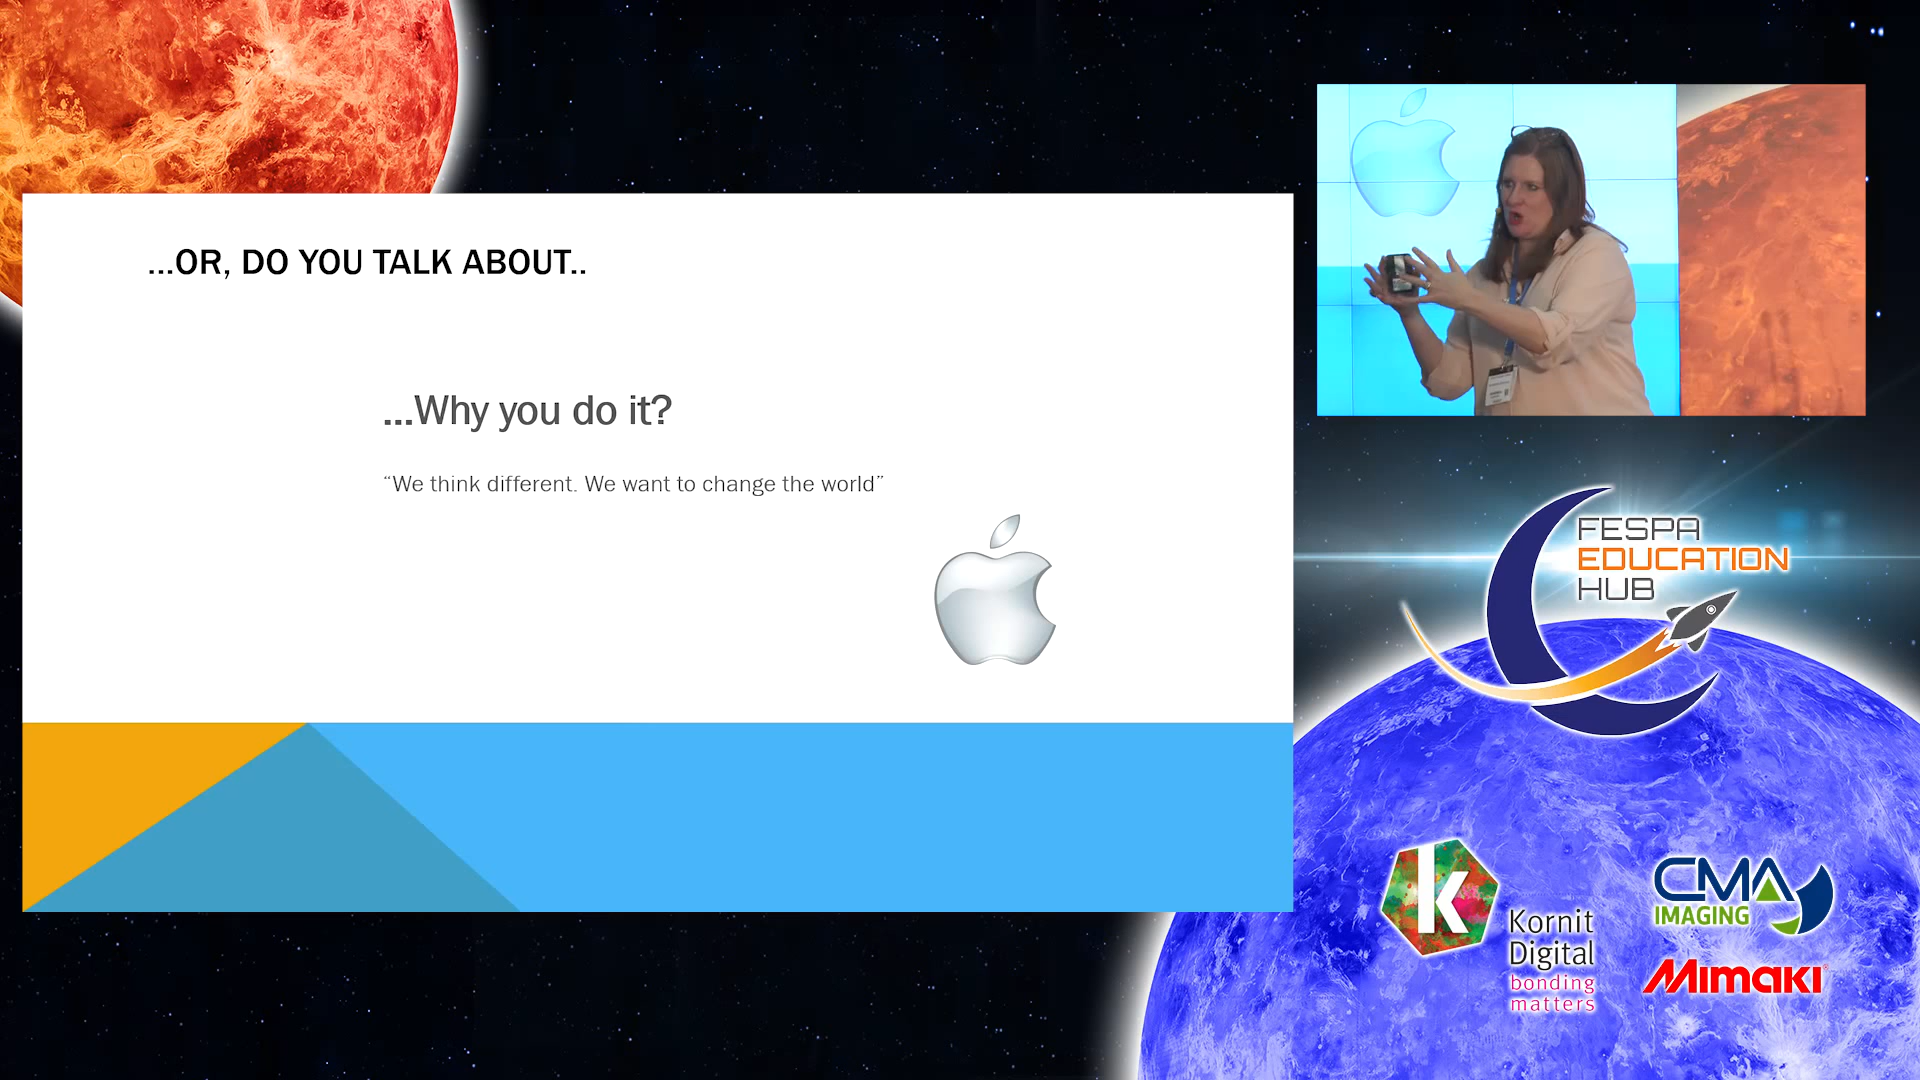 ...OR, DO YOU TALK ABOUT..
...Why you do it?
“We think different. We want to change the world”
FESPA
EDUCATION
HUB
k
Kornit
Digital
bonding
matters
CMA
IMAGING
Mimaki